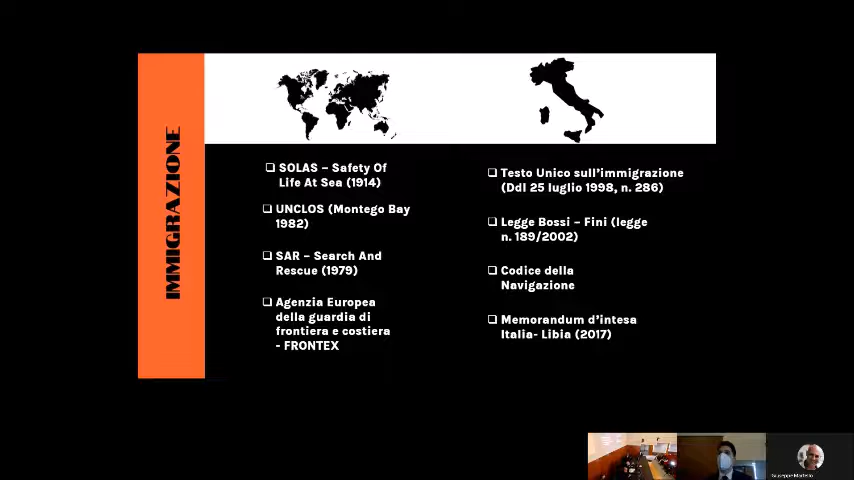 IMMIGRAZIONE
SOLAS – Safety Of
Life At Sea (1914)
UNCLOS (Montego Bay
1982)
SAR – Search And
Rescue (1979)
Agenzia Europea
della guardia di
frontiera e costiera
- FRONTEX
Testo Unico sull'immigrazione
(Ddl 25 luglio 1998, n. 286)
Legge Bossi – Fini (legge
n. 189/2002)
Codice della
Navigazione
Memorandum d'intesa
Italia- Libia (2017)
Giuseppe Martello